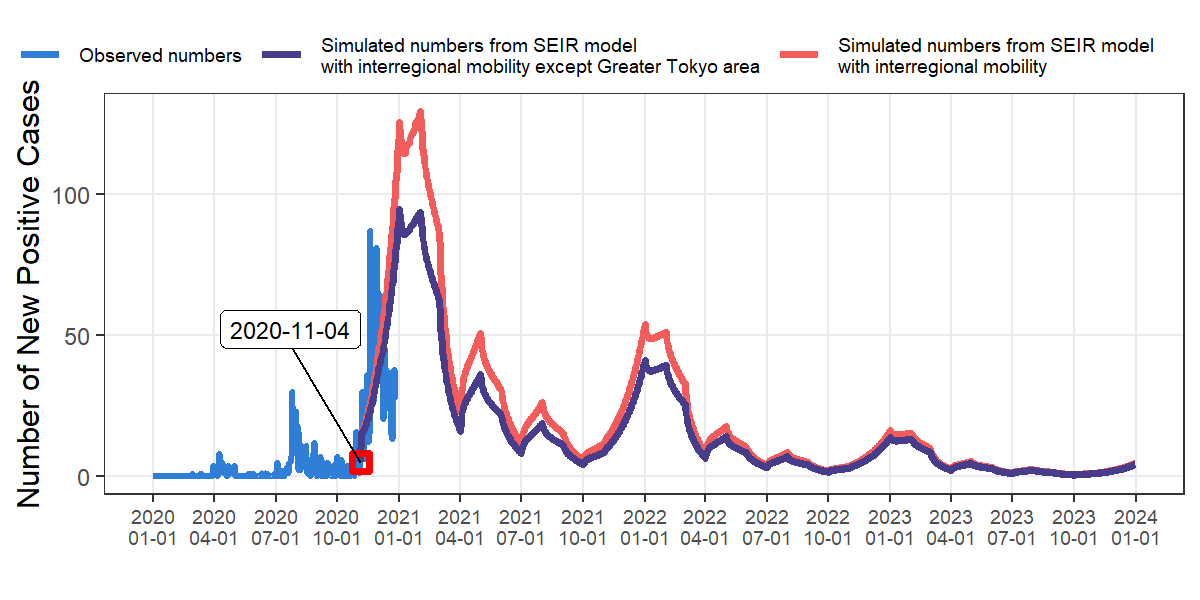 Observed numbers
Simulated numbers from SEIR model
with interregional mobility except Greater Tokyo area
Simulated numbers from SEIR model
with interregional mobility
Number of New Positive Cases
100
50
0
2020-11-04
2020 2020 2020 2020 2021 2021 2021 2021 2022 2022 2022 2022 2023 2023 2023 2023 2024
01-01 04-01 07-01 10-01 01-01 04-01 07-01 10-01 01-01 04-01 07-01 10-01 01-01 04-01 07-01 10-01 01-01